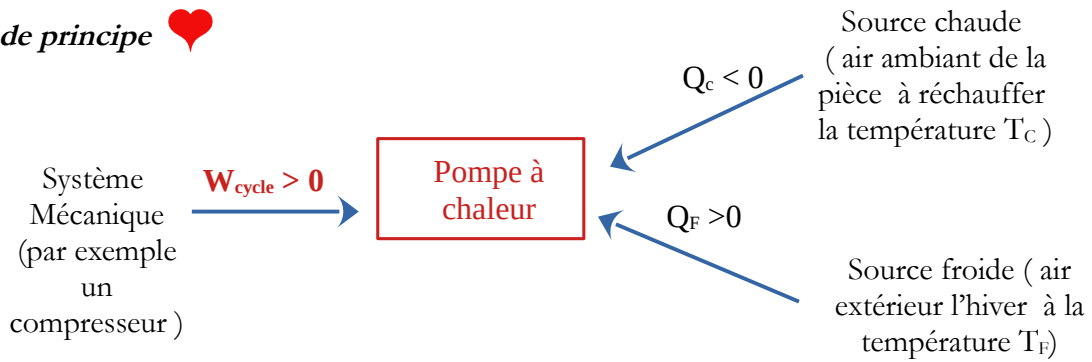 de principe
Source chaude
( air ambiant de la
pièce à réchauffer
la température TC )
Qc < 0
Système
Mécanique
(par exemple
un
compresseur )
Wcycle > 0
Pompe à
chaleur
QF >0
Source froide ( air
extérieur l'hiver à la
température TF)